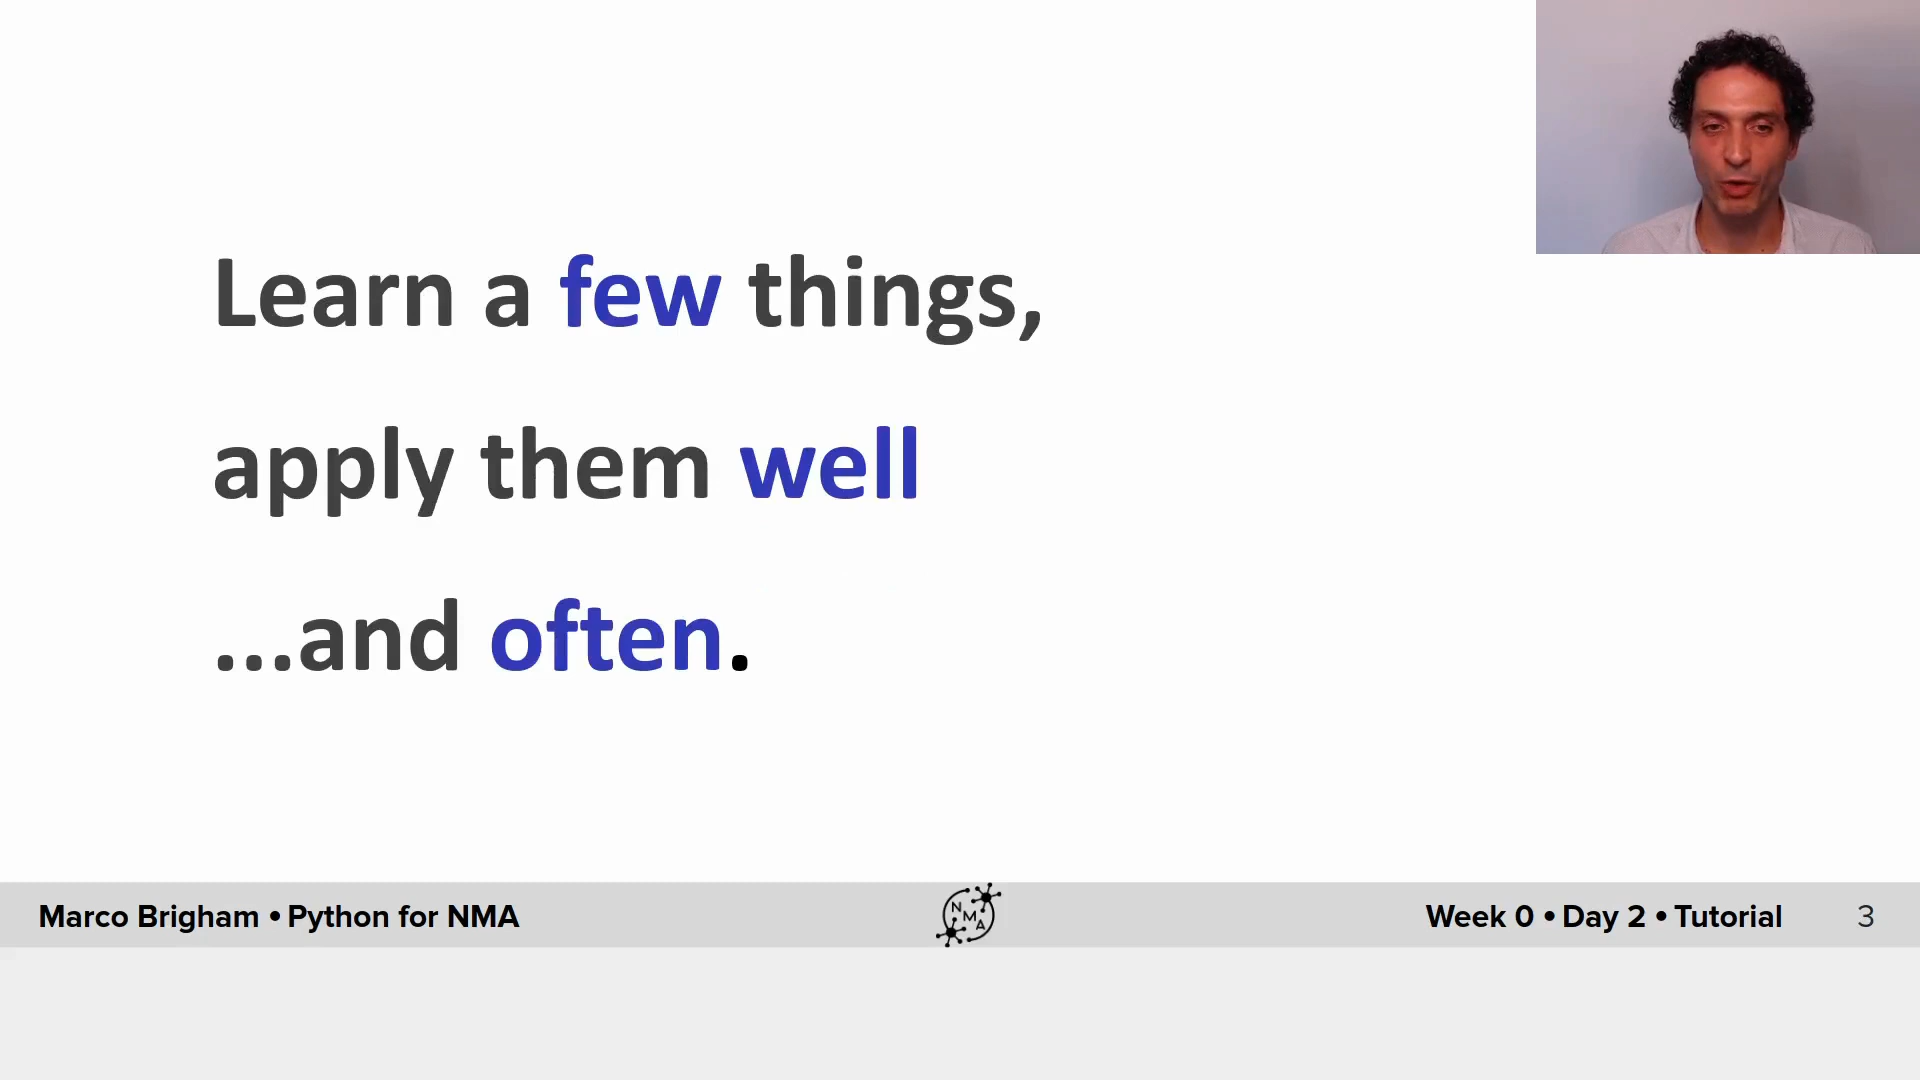 Learn a few things,
apply them well
...and often.
Marco Brigham • Python for NMA
N
M
A
Week 0 • Day 2 • Tutorial
3